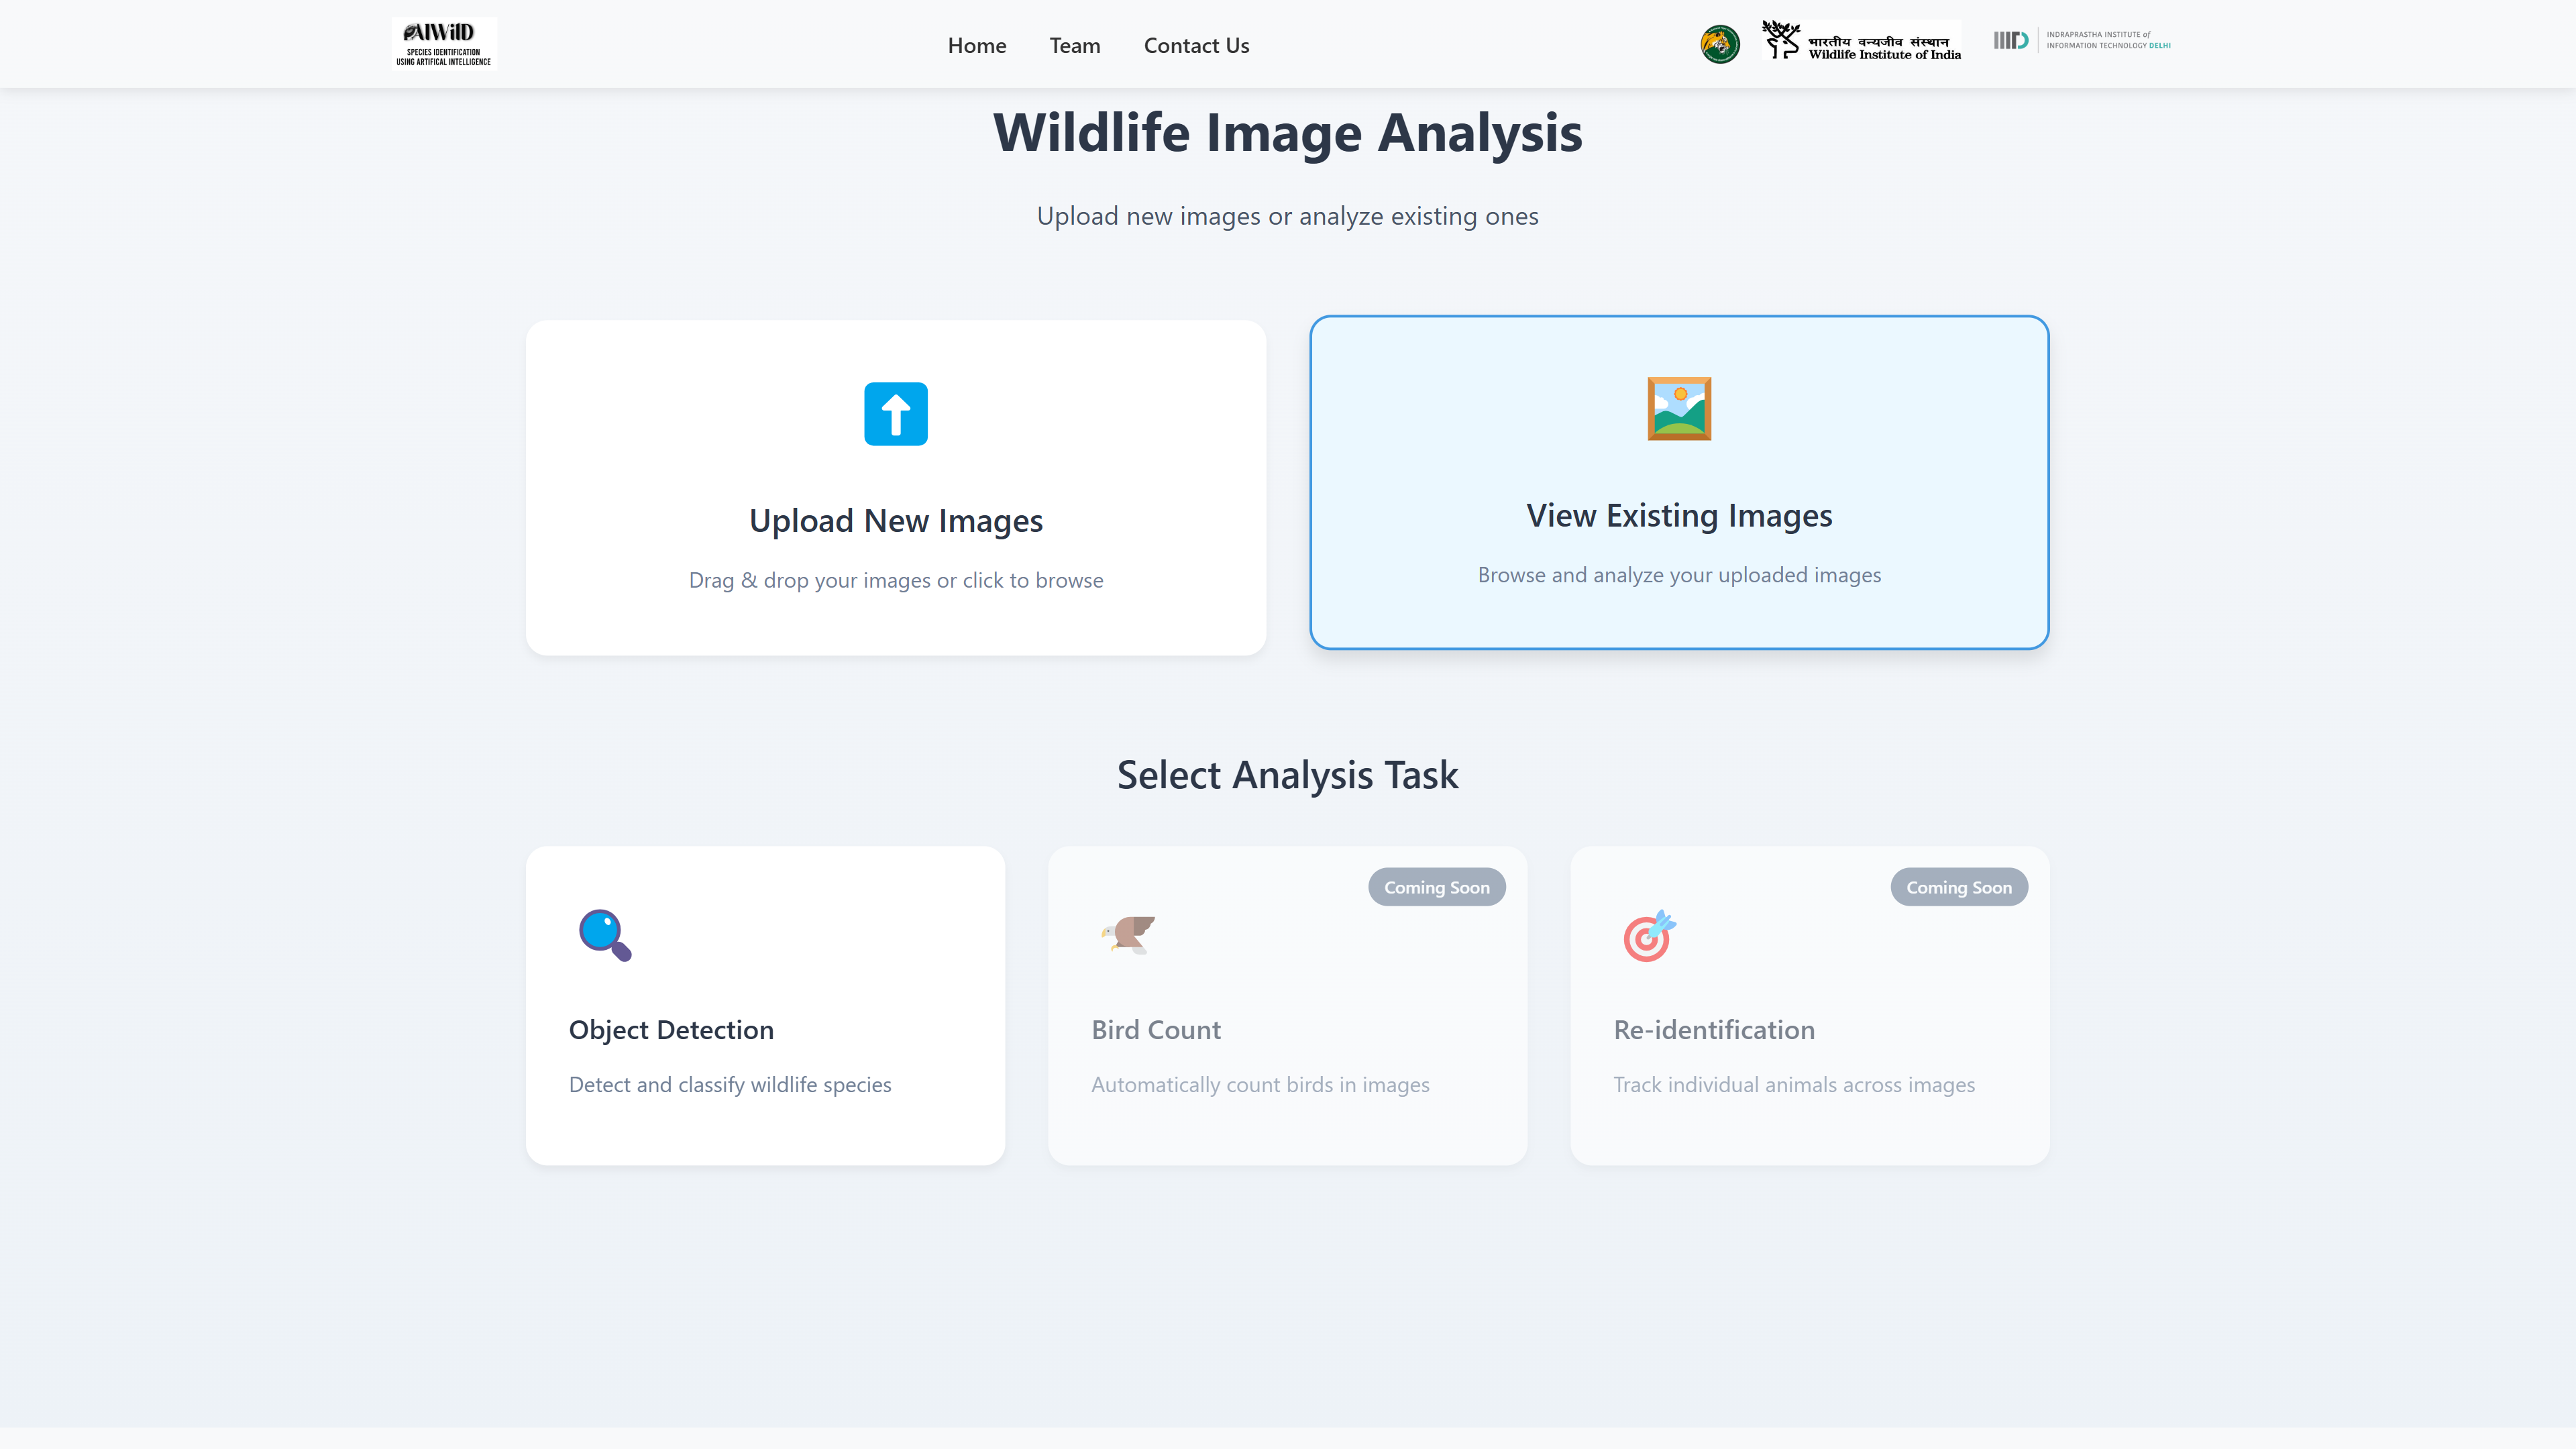 AIWilD
SPECIES IDENTIFICATION
USING ARTIFICAL INTELLIGENCE
Home
Team
Contact Us
भारतीय वन्यजीव संस्थान
Wildlife Institute of India
IIITD
INDRAPRASTHA INSTITUTE of
INFORMATION TECHNOLOGY DELHI
Wildlife Image Analysis
Upload new images or analyze existing ones
Upload New Images
Drag & drop your images or click to browse
View Existing Images
Browse and analyze your uploaded images
Select Analysis Task
Object Detection
Detect and classify wildlife species
Coming Soon
Bird Count
Automatically count birds in images
Coming Soon
Re-identification
Track individual animals across images